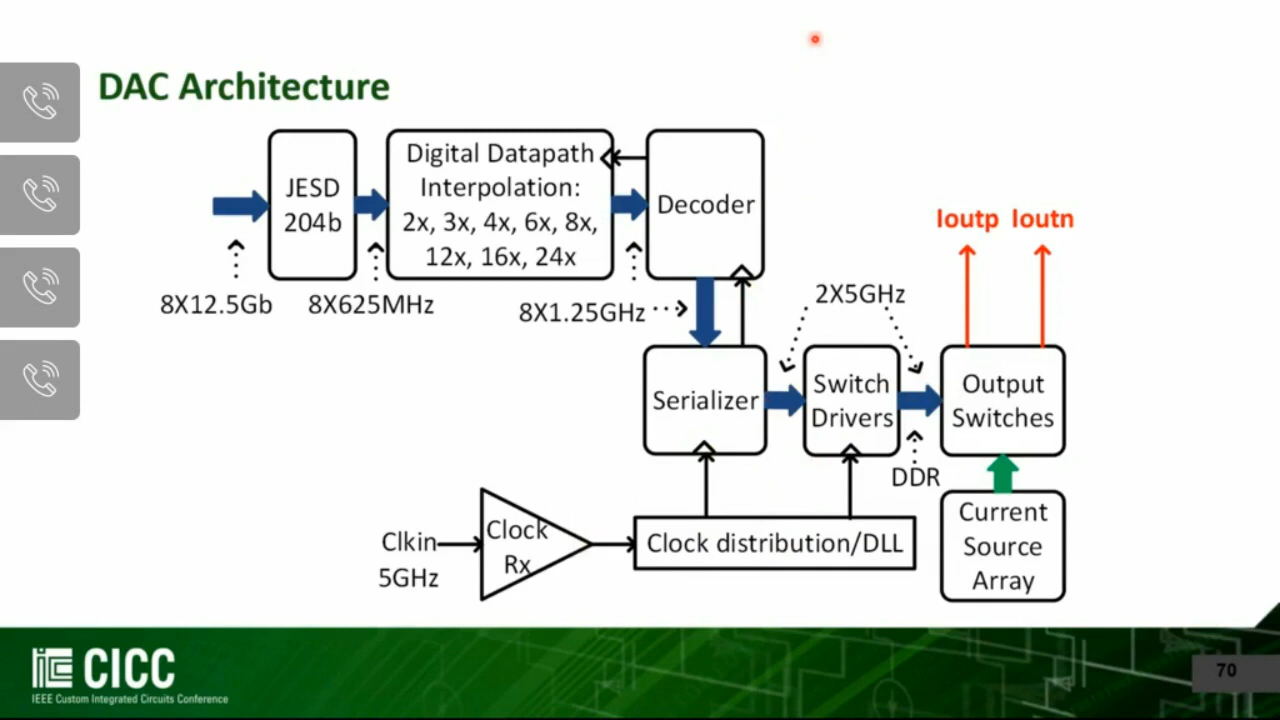 DAC Architecture
JESD
204b
Digital Datapath
Interpolation:
2x, 3x, 4x, 6x, 8x,
12x, 16x, 24x
Decoder
Ioutp Ioutn
8X12.5Gb
8X625MHz
8X1.25GHz
2X5GHz
Serializer
Switch
Drivers
Output
Switches
DDR
Clkin
5GHz
Clock
Rx
Clock distribution/DLL
Current
Source
Array
CICC
IEEE Custom Integrated Circuits Conference
70